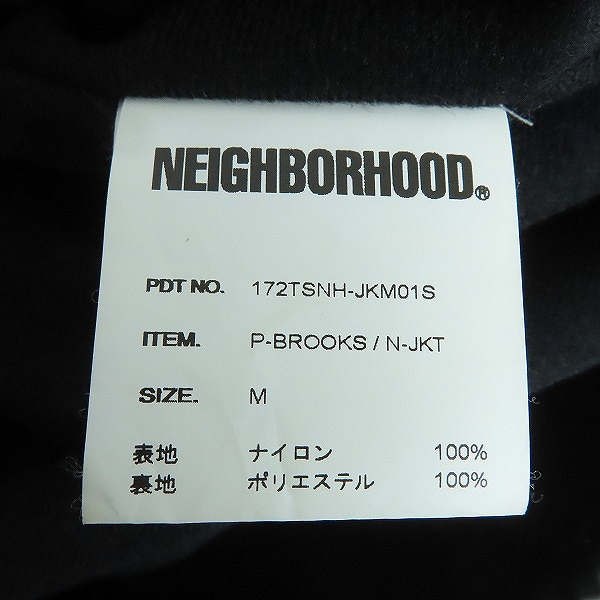 NEIGHBORHOOD®
PDT NO. 172TSNH-JKM01S
ITEM. P-BROOKS / N-JKT
SIZE. M
表地 ナイロン 100%
裏地 ポリエステル 100%